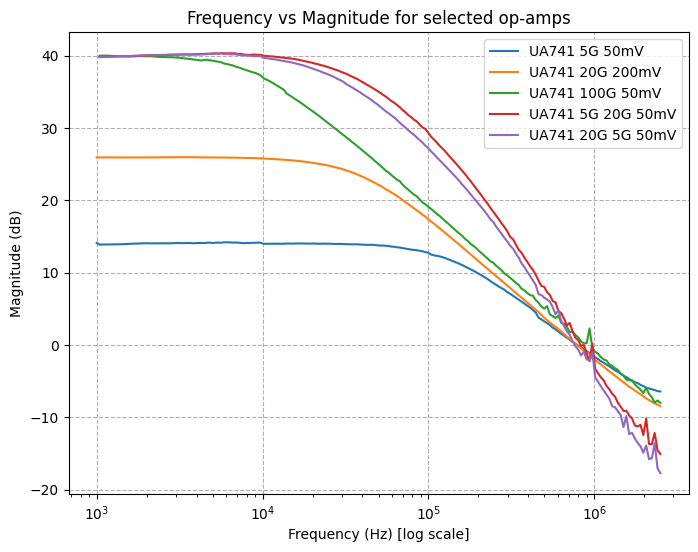 Frequency vs Magnitude for selected op-amps
UA741 5G 50mV
UA741 20G 200mV
UA741 100G 50mV
UA741 5G 20G 50mV
UA741 20G 5G 50mV
Magnitude (dB)
40
30
20
10
0
−10
−20
10³
10⁴
10⁵
10⁶
Frequency (Hz) [log scale]